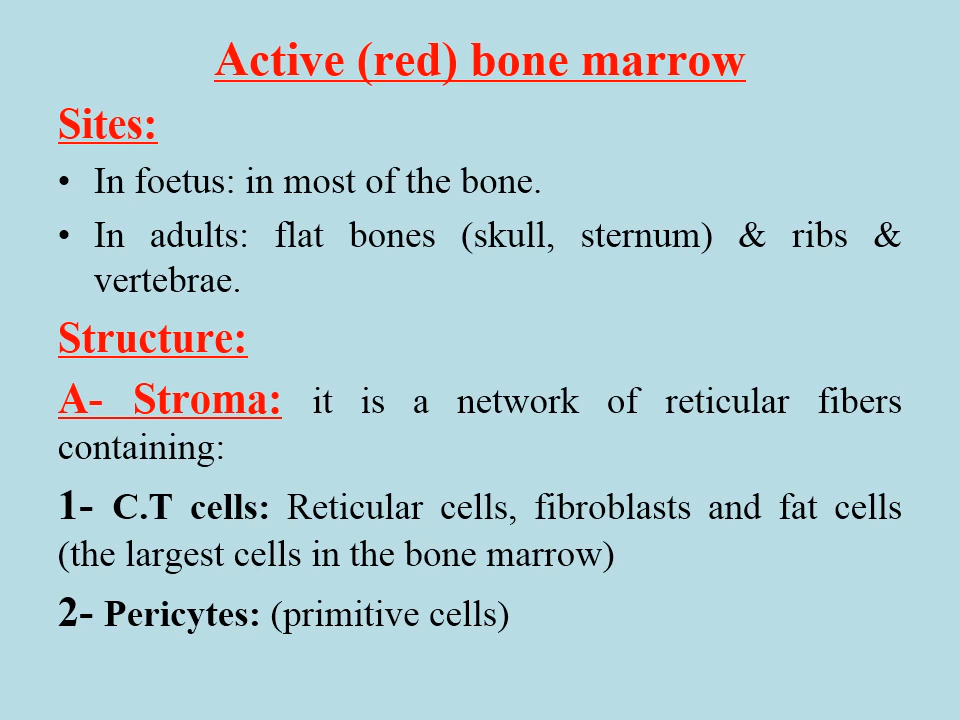 Active (red) bone marrow
Sites:
• In foetus: in most of the bone.
• In adults: flat bones (skull, sternum) & ribs &
vertebrae.
Structure:
A- Stroma: it is a network of reticular fibers
containing:
1- C.T cells: Reticular cells, fibroblasts and fat cells
(the largest cells in the bone marrow)
2- Pericytes: (primitive cells)